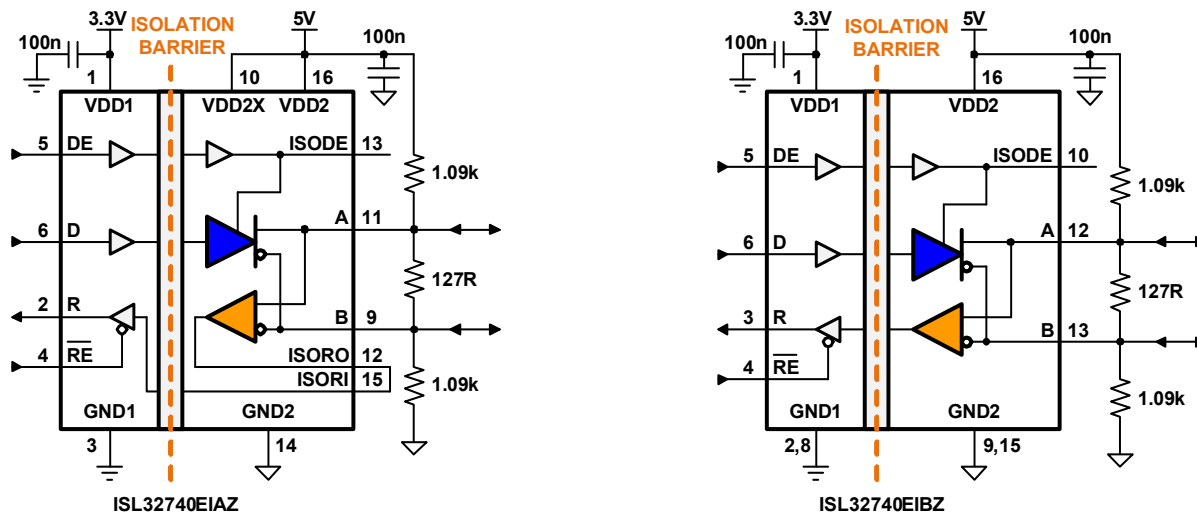 3.3V
ISOLATION
BARRIER
5V
100n
100n
1
10
16
VDD1
VDD2X
VDD2
5
DE
ISODE
13
1.09k
A
11
6
D
127R
2
R
B
9
4
RE
ISORO
12
ISORI
15
1.09k
GND1
GND2
3
14
ISL32740EIAZ
3.3V
ISOLATION
BARRIER
5V
100n
100n
1
16
VDD1
VDD2
5
DE
ISODE
10
1.09k
A
12
6
D
127R
3
R
B
13
4
RE
1.09k
GND1
GND2
2,8
9,15
ISL32740EIBZ